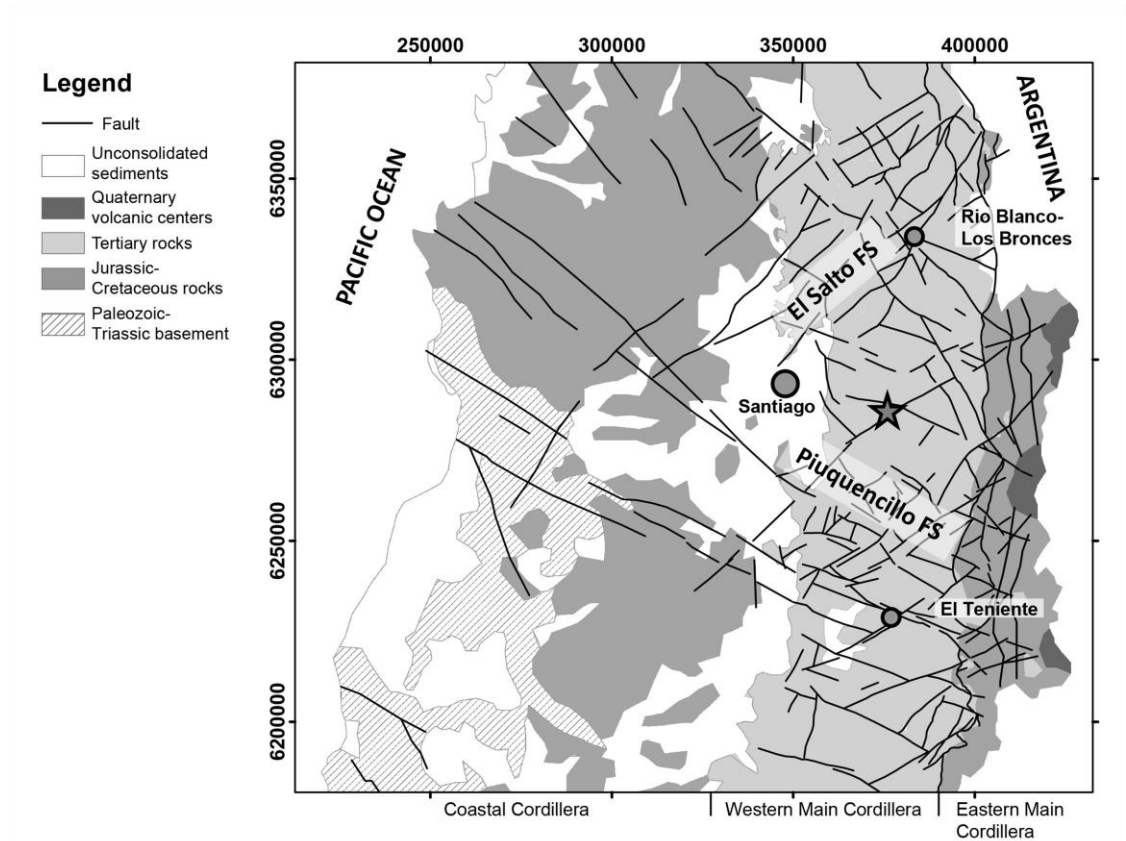 250000
300000
350000
400000
Legend
Fault
Unconsolidated
sediments
Quaternary
volcanic centers
Tertiary rocks
Jurassic-
Cretaceous rocks
Paleozoic-
Triassic basement
PACIFIC OCEAN
ARGENTINA
6350000
6300000
6250000
6200000
Rio Blanco-
Los Bronces
El Salto FS
Santiago
Piuquencillo FS
El Teniente
Coastal Cordillera
Western Main Cordillera
Eastern Main
Cordillera